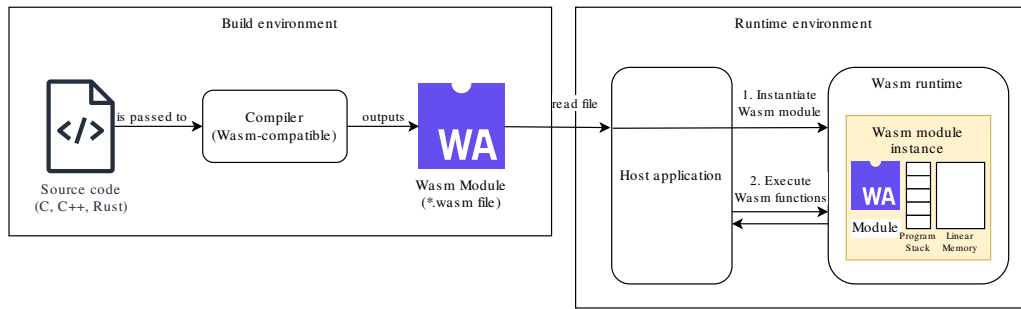 Build environment
Runtime environment
</>
is passed to
Compiler
(Wasm-compatible)
outputs
WA
read file
Source code
(C, C++, Rust)
Wasm Module
(*.wasm file)
Host application
1. Instantiate
Wasm module
2. Execute
Wasm functions
Wasm runtime
Wasm module
instance
WA
Module
Program
Stack
Linear
Memory